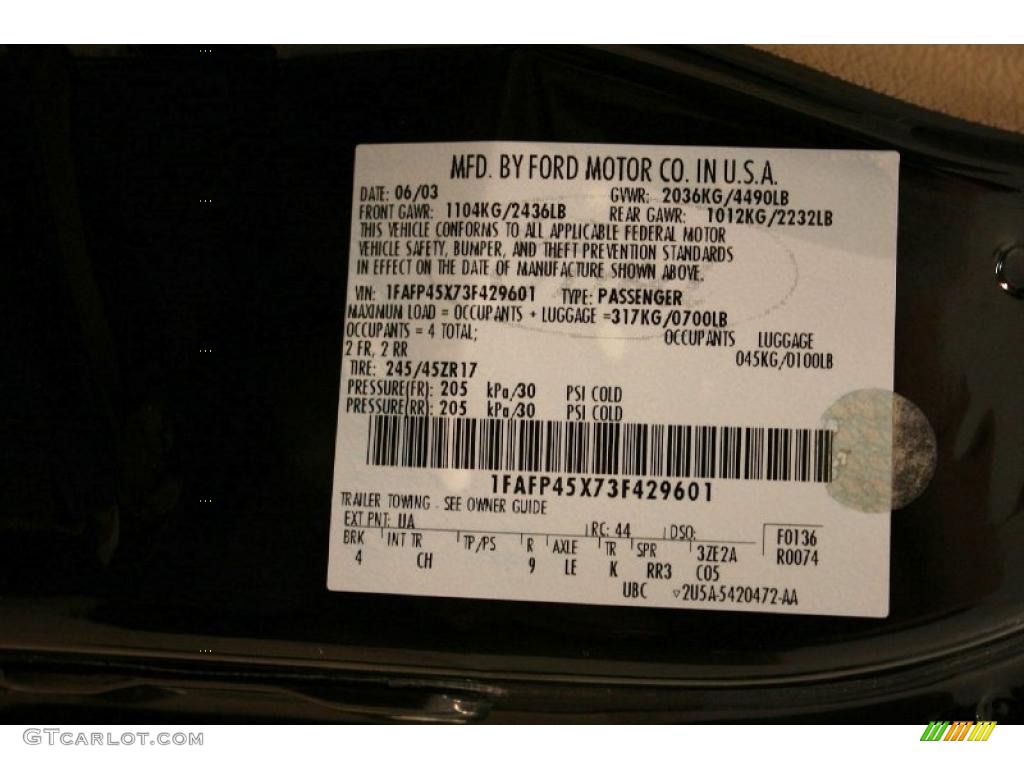 MFD. BY FORD MOTOR CO. IN U.S.A.
DATE: 06/03 GVWR: 2036KG/4490LB
FRONT GAWR: 1104KG/2436LB REAR GAWR: 1012KG/2232LB
THIS VEHICLE CONFORMS TO ALL APPLICABLE FEDERAL MOTOR
VEHICLE SAFETY, BUMPER, AND THEFT PREVENTION STANDARDS
IN EFFECT ON THE DATE OF MANUFACTURE SHOWN ABOVE.
VIN: 1FAFP45X73F429601 TYPE: PASSENGER
MAXIMUM LOAD = OCCUPANTS + LUGGAGE =317KG/0700LB
OCCUPANTS = 4 TOTAL; OCCUPANTS LUGGAGE
2 FR, 2 RR 045KG/0100LB
TIRE: 245/45ZR17
PRESSURE(FR): 205 kPa/30 PSI COLD
PRESSURE(RR): 205 kPa/30 PSI COLD
1FAFP45X73F429601
TRAILER TOWING - SEE OWNER GUIDE
EXT PNT: UA RC: 44 DSO: F0136
BRK INT TR TP/PS R AXLE TR SPR 3ZE2A R0074
4 CH 9 LE K RR3 C05
UBC ▽2U5A-5420472-AA
GTCARLOT.COM